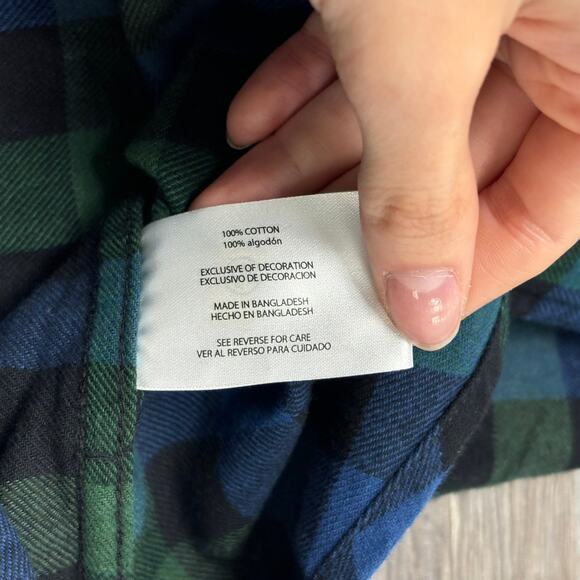 100% COTTON
100% algodón
EXCLUSIVE OF DECORATION
EXCLUSIVO DE DECORACION
MADE IN BANGLADESH
HECHO EN BANGLADESH
SEE REVERSE FOR CARE
VER AL REVERSO PARA CUIDADO